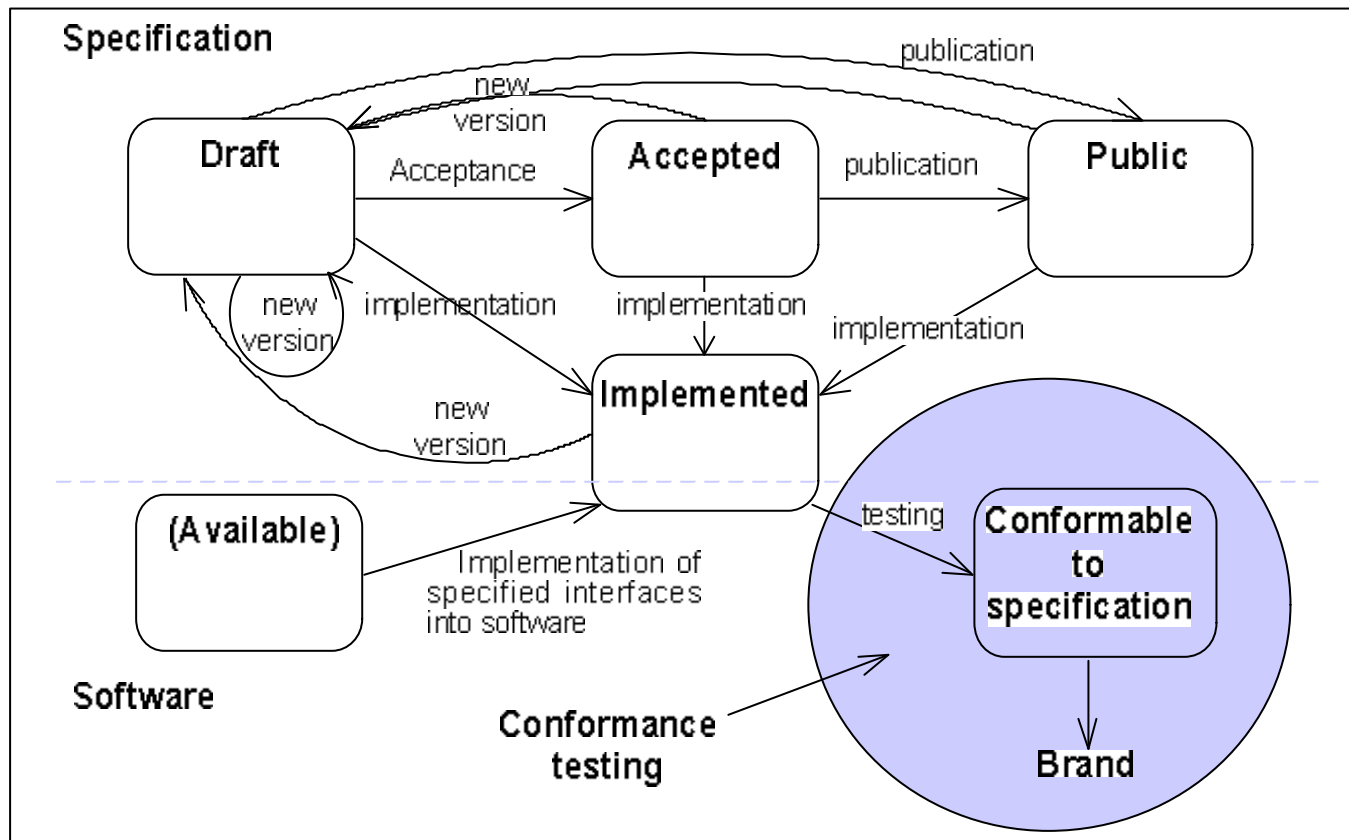 Specification
publication
new
version
Draft
Accepted
Public
Acceptance
publication
new
version
implementation
implementation
implementation
Implemented
new
version
(Available)
testing
Conformable
to
specification
Implementation of
specified interfaces
into software
Software
Conformance
testing
Brand